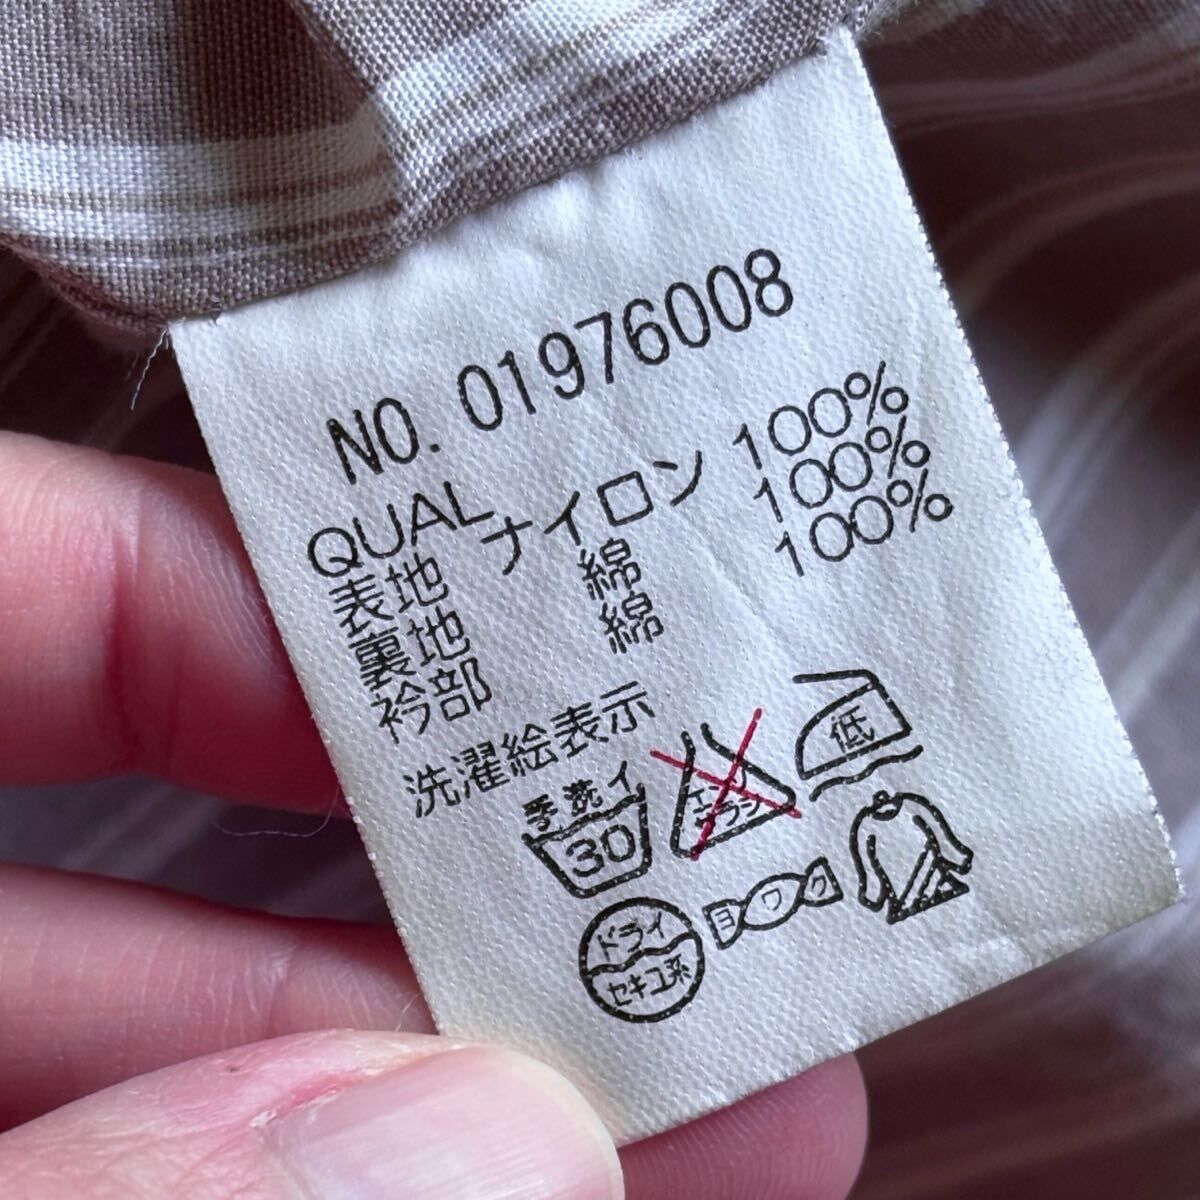 NO. 01976008
QUAL
表地 ナイロン 100%
裏地 綿 100%
衿部 綿 100%
洗濯絵表示
手洗イ
30
エンソ
サラシ
低
ドライ
セキユ系
ヨワク